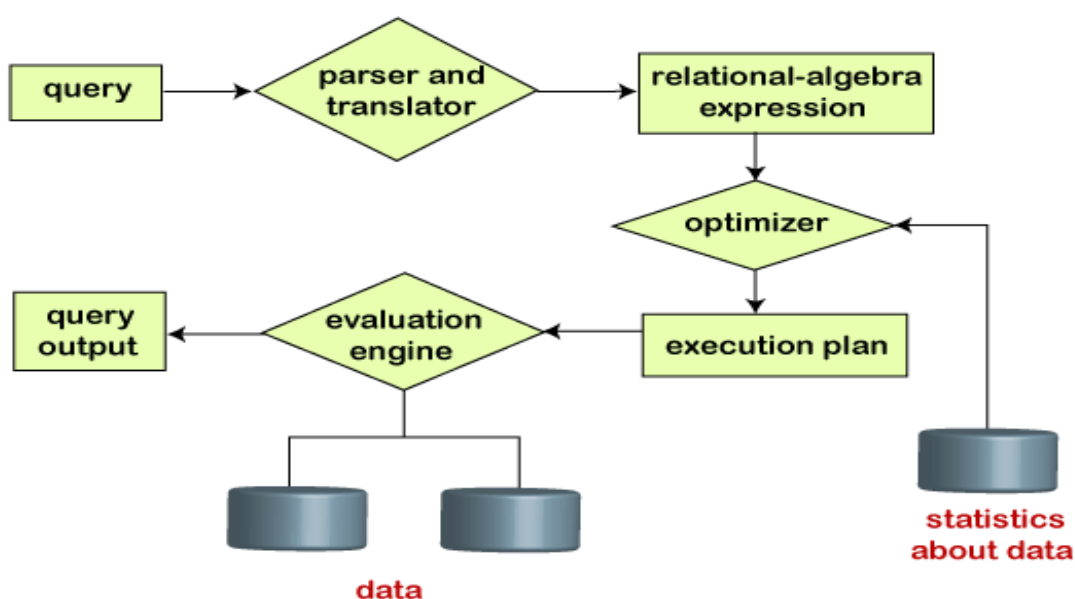 query
parser and
translator
relational-algebra
expression
optimizer
query
output
evaluation
engine
execution plan
statistics
about data
data